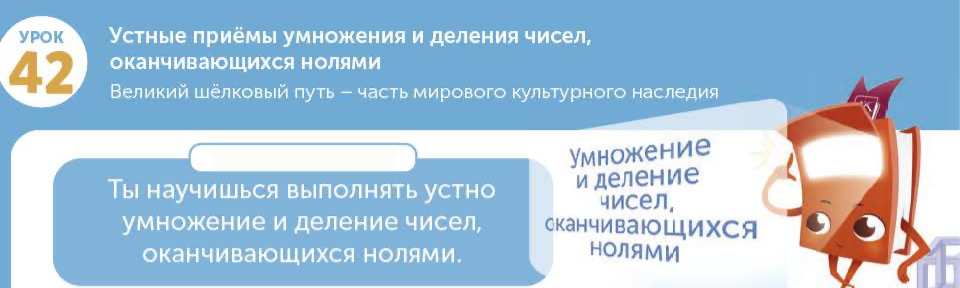 УРОК
42
Устные приёмы умножения и деления чисел,
оканчивающихся нолями
Великий шёлковый путь – часть мирового культурного наследия
Ты научишься выполнять устно
умножение и деление чисел,
оканчивающихся нолями.
Умножение
и деление
чисел,
оканчивающихся
нолями